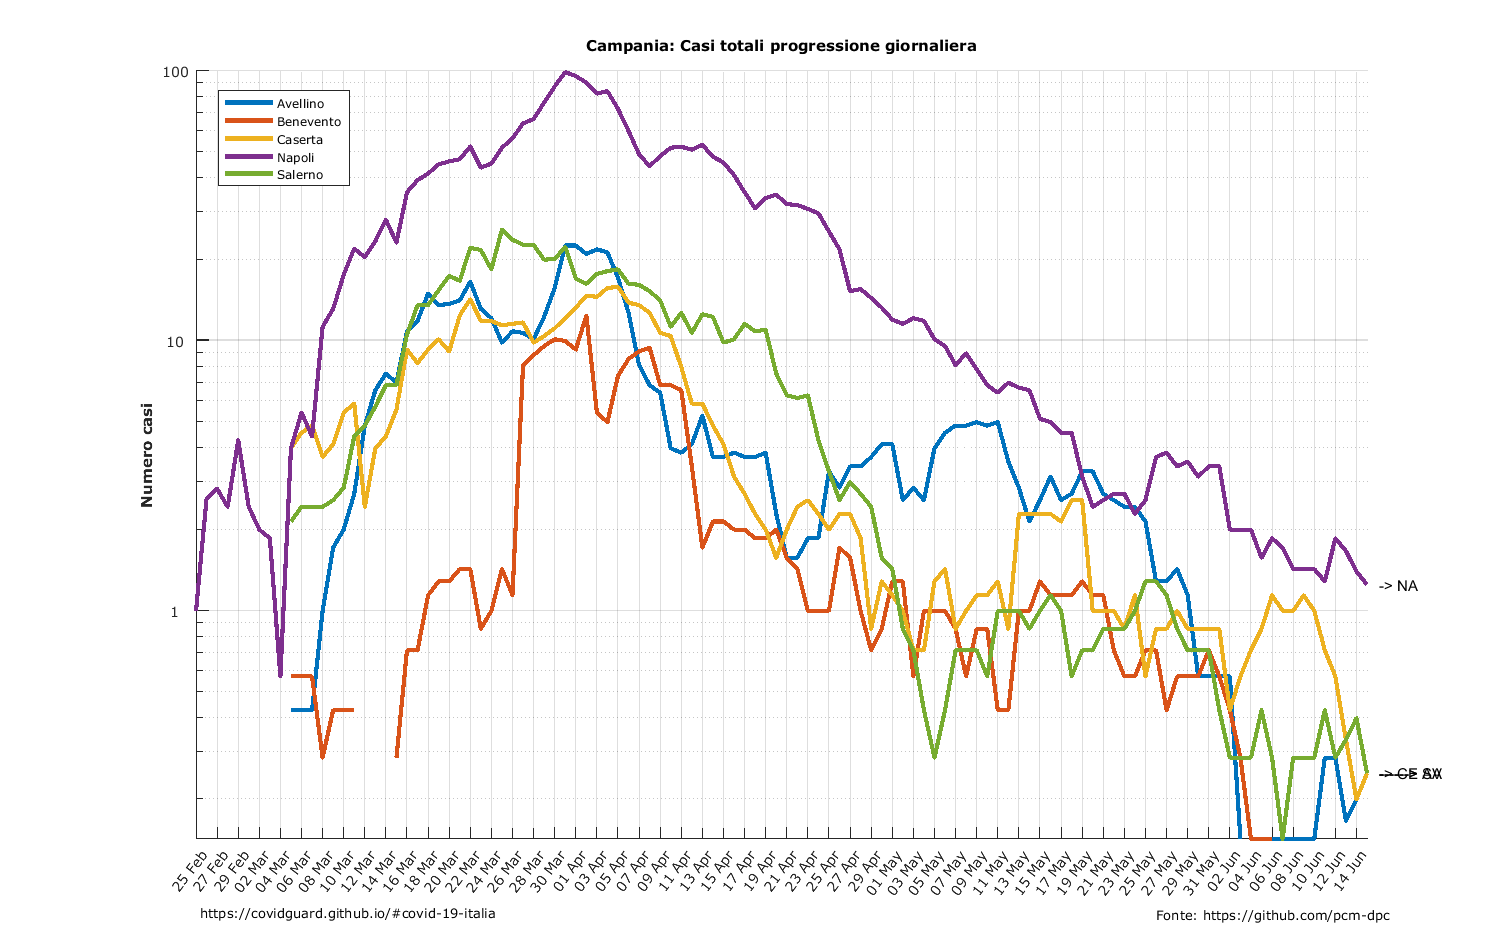 Campania: Casi totali progressione giornaliera
100
10
1
Numero casi
Avellino
Benevento
Caserta
Napoli
Salerno
-> NA
25 Feb
27 Feb
29 Feb
02 Mar
04 Mar
06 Mar
08 Mar
10 Mar
12 Mar
14 Mar
16 Mar
18 Mar
20 Mar
22 Mar
24 Mar
26 Mar
28 Mar
30 Mar
01 Apr
03 Apr
05 Apr
07 Apr
09 Apr
11 Apr
13 Apr
15 Apr
17 Apr
19 Apr
21 Apr
23 Apr
25 Apr
27 Apr
29 Apr
01 May
03 May
05 May
07 May
09 May
11 May
13 May
15 May
17 May
19 May
21 May
23 May
25 May
27 May
29 May
31 May
02 Jun
04 Jun
06 Jun
08 Jun
10 Jun
12 Jun
14 Jun
https://covidguard.github.io/#covid-19-italia
Fonte: https://github.com/pcm-dpc